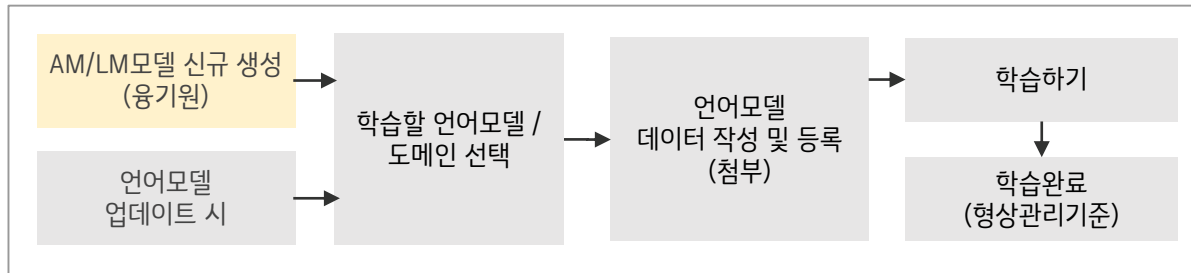 AM/LM모델 신규 생성
(융기원)
언어모델
업데이트 시
학습할 언어모델 /
도메인 선택
언어모델
데이터 작성 및 등록
(첨부)
학습하기
학습완료
(형상관리기준)